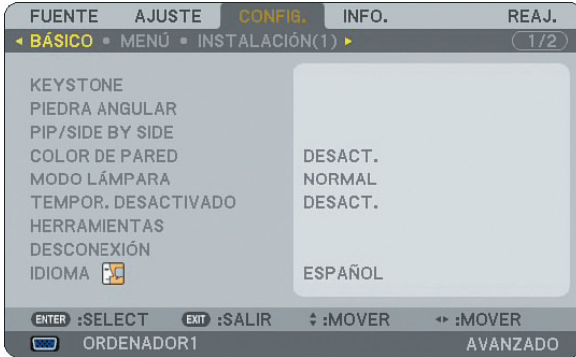 FUENTE AJUSTE CONFIG. INFO. REAJ.
BÁSICO • MENÚ • INSTALACIÓN(1) 1/2
KEYSTONE
PIEDRA ANGULAR
PIP/SIDE BY SIDE
COLOR DE PARED DESACT.
MODO LÁMPARA NORMAL
TEMPOR. DESACTIVADO DESACT.
HERRAMIENTAS
DESCONEXIÓN
IDIOMA ESPAÑOL
ENTER :SELECT EXIT :SALIR :MOVER :MOVER
ORDENADOR1 AVANZADO